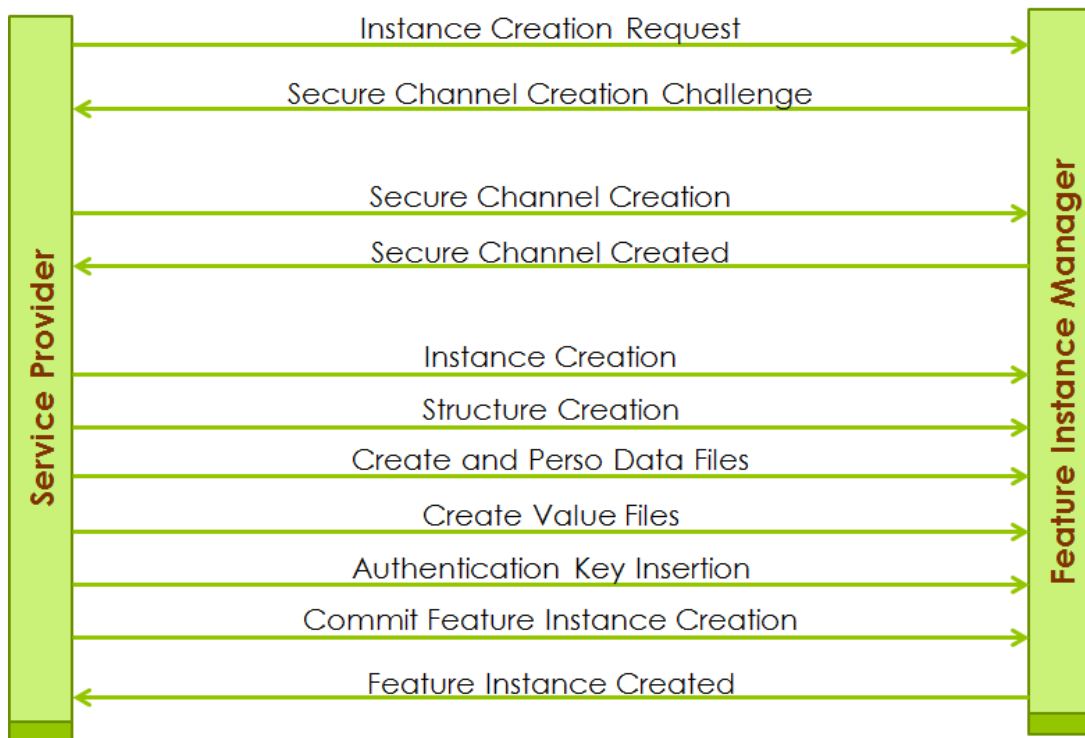 Instance Creation Request
Secure Channel Creation Challenge
Secure Channel Creation
Secure Channel Created
Instance Creation
Structure Creation
Create and Perso Data Files
Create Value Files
Authentication Key Insertion
Commit Feature Instance Creation
Feature Instance Created
Service Provider
Feature Instance Manager